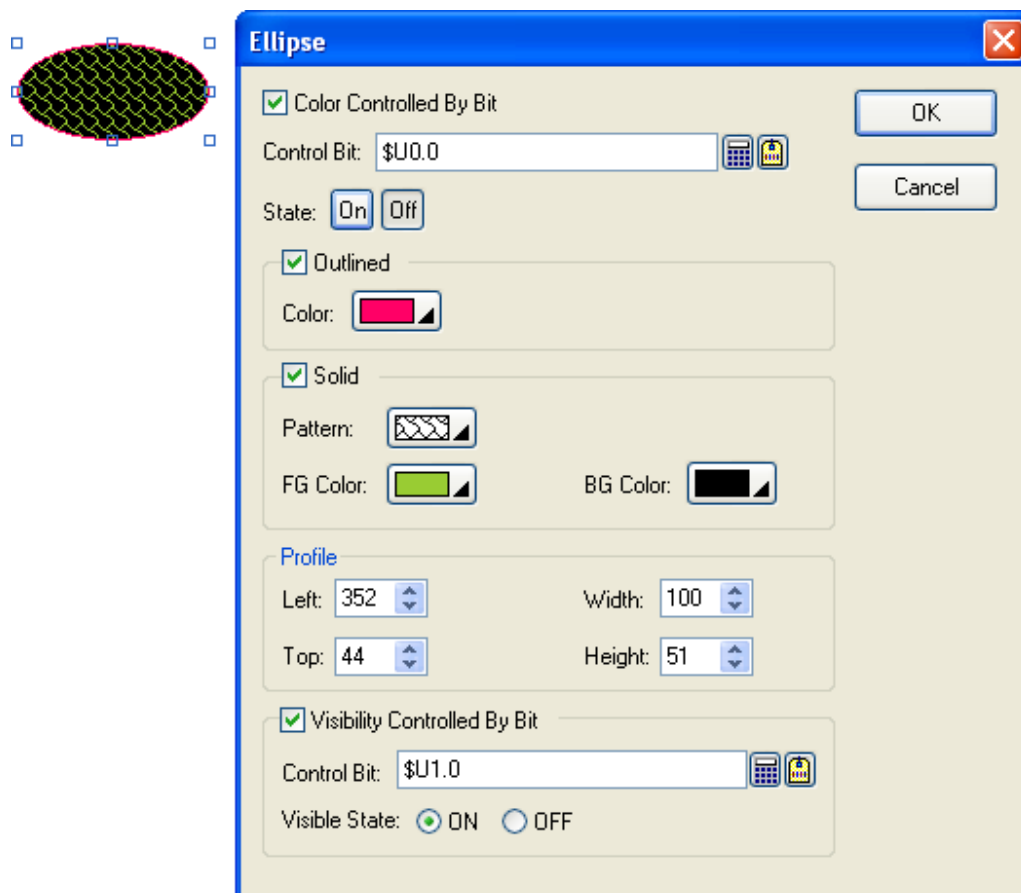 Ellipse
Color Controlled By Bit
OK
Control Bit: $U0.0
Cancel
State: On Off
Outlined
Color:
Solid
Pattern:
FG Color: BG Color:
Profile
Left: 352 Width: 100
Top: 44 Height: 51
Visibility Controlled By Bit
Control Bit: $U1.0
Visible State: ON OFF